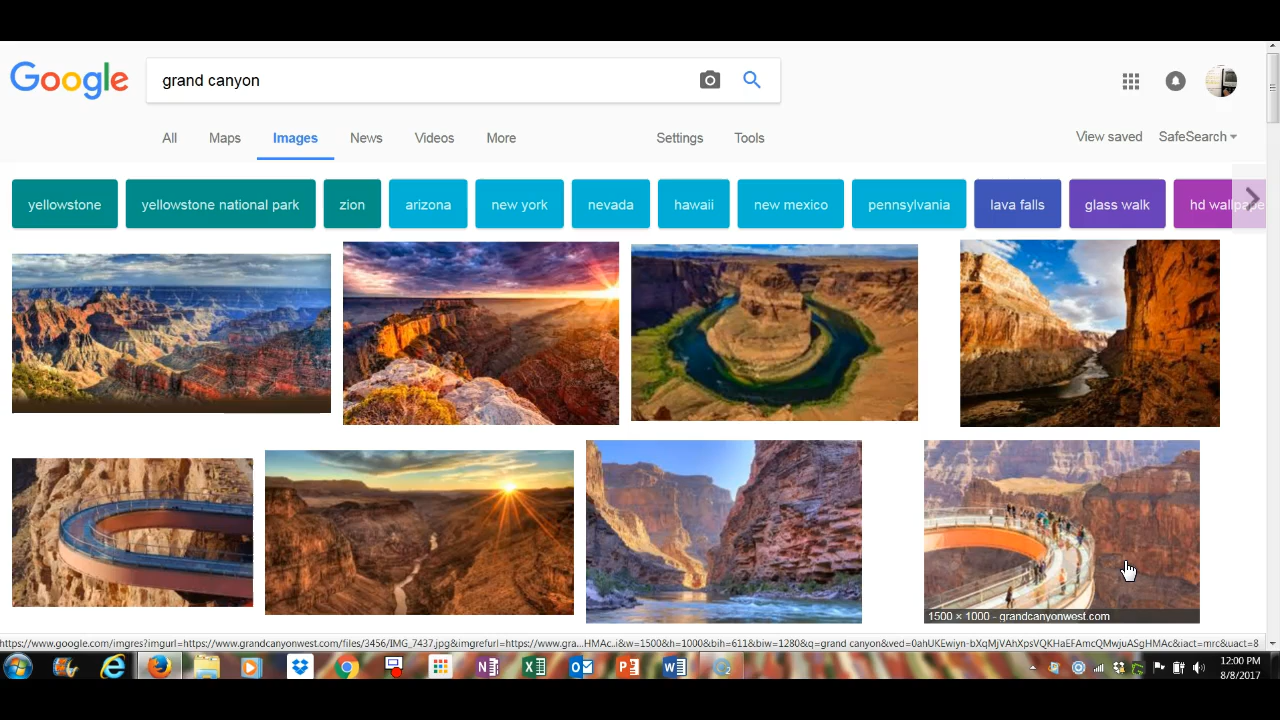 Google
grand canyon
All Maps Images News Videos More Settings Tools View saved SafeSearch
yellowstone yellowstone national park zion arizona new york nevada hawaii new mexico pennsylvania lava falls glass walk hd wallpape
1500 × 1000 - grandcanyonwest.com
https://www.google.com/imgres?imgurl=https://www.grandcanyonwest.com/files/3456/IMG_7437.jpg&imgrefurl=https://www.gra...HMAc..i&w=1500&h=1000&bih=611&biw=1280&q=grand canyon&ved=0ahUKEwiyn-bXqMjVAhXpsVQKHaEFAmcQMwjuASgHMAc&iact=mrc&uact=8
12:00 PM
8/8/2017